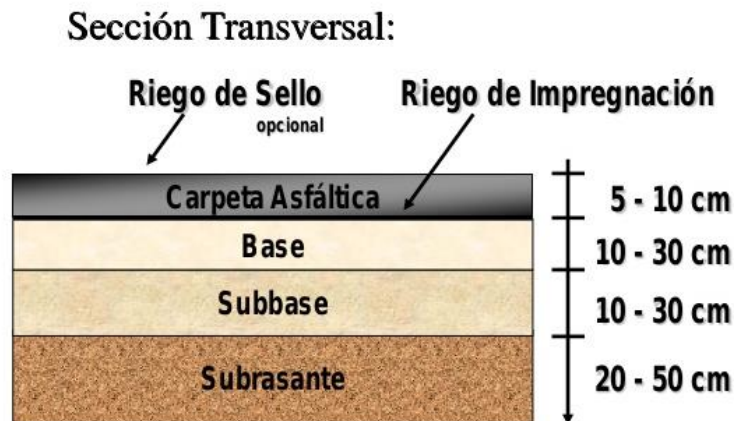 Sección Transversal:
Riego de Sello
opcional
Riego de Impregnación
Carpeta Asfáltica
5 - 10 cm
Base
10 - 30 cm
Subbase
10 - 30 cm
Subrasante
20 - 50 cm